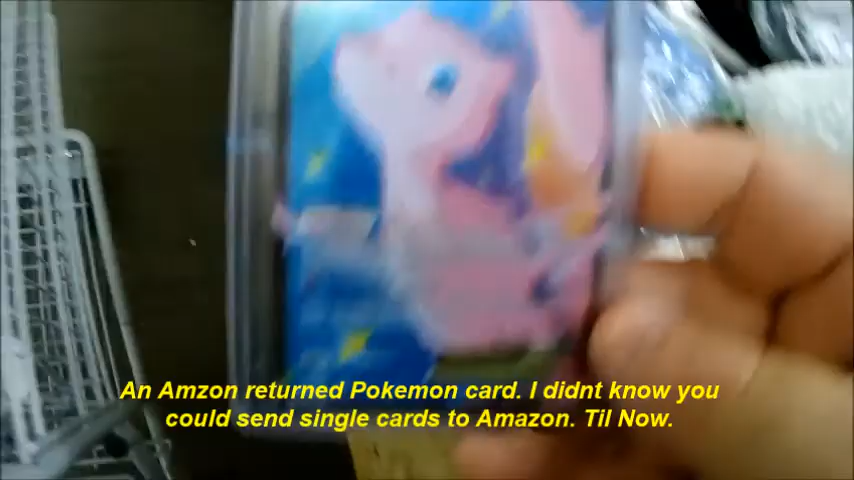 An Amzon returned Pokemon card. I didnt know you
could send single cards to Amazon. Til Now.